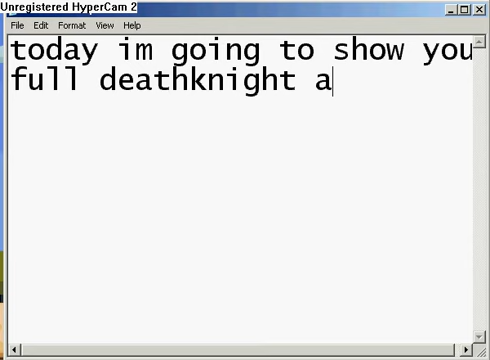 Unregistered HyperCam 2
File Edit Format View Help
today im going to show you
full deathknight a